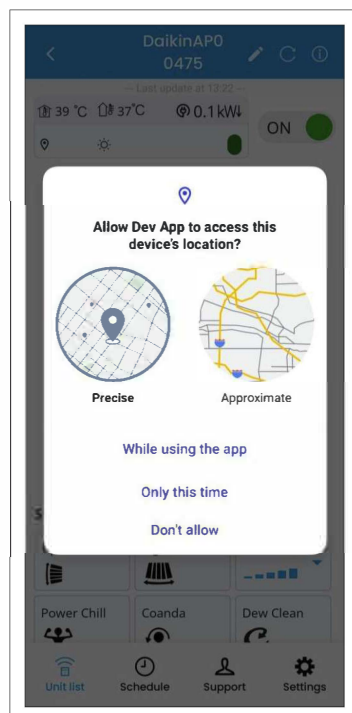 DaikinAP0
0475
-- Last update at 13:22 --
39 °C 37°C 0.1 kW↓
ON
Allow Dev App to access this
device's location?
Precise Approximate
While using the app
Only this time
Don't allow
S
Power Chill Coanda Dew Clean
Unit list Schedule Support Settings